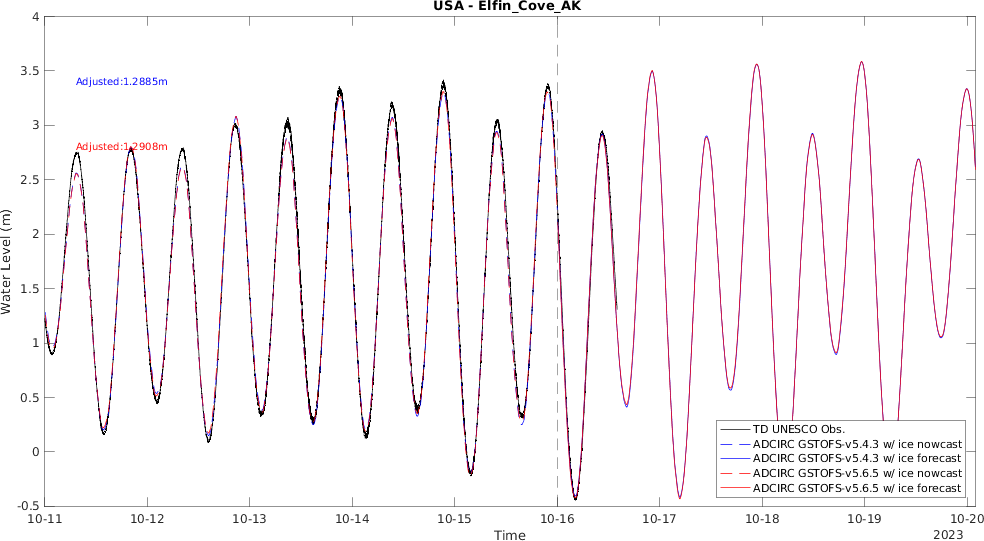 USA - Elfin_Cove_AK
4
3.5
3
2.5
2
1.5
1
0.5
0
-0.5
Water Level (m)
Adjusted:1.2885m
Adjusted:1.2908m
TD UNESCO Obs.
ADCIRC GSTOFS-v5.4.3 w/ ice nowcast
ADCIRC GSTOFS-v5.4.3 w/ ice forecast
ADCIRC GSTOFS-v5.6.5 w/ ice nowcast
ADCIRC GSTOFS-v5.6.5 w/ ice forecast
10-11 10-12 10-13 10-14 10-15 10-16 10-17 10-18 10-19 10-20
Time
2023